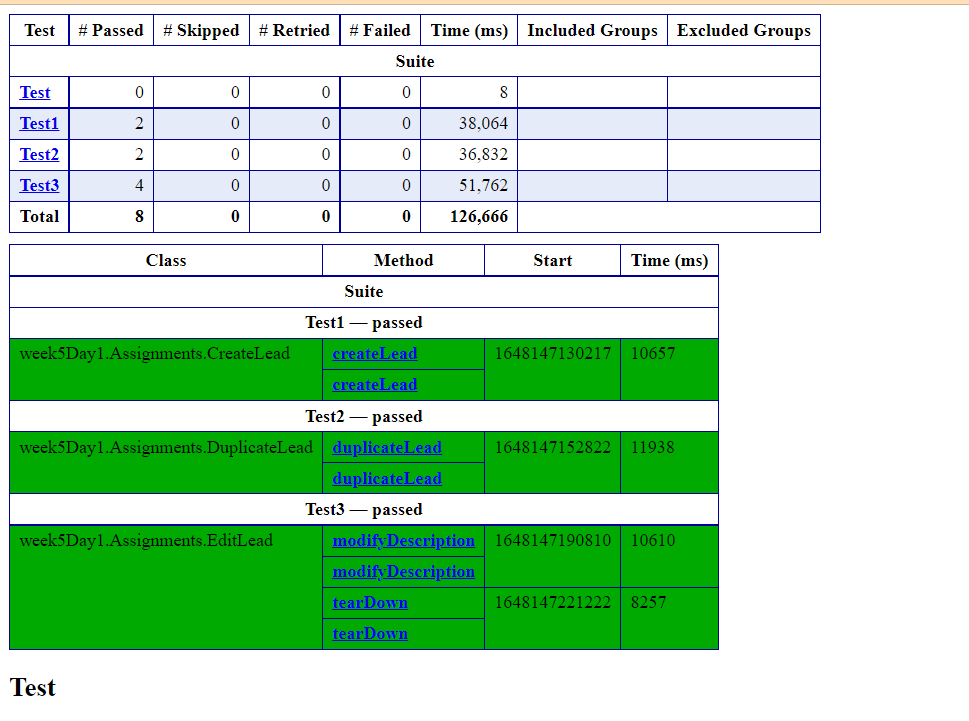 Test # Passed # Skipped # Retried # Failed Time (ms) Included Groups Excluded Groups
Suite
Test 0 0 0 0 8
Test1 2 0 0 0 38,064
Test2 2 0 0 0 36,832
Test3 4 0 0 0 51,762
Total 8 0 0 0 126,666
Class Method Start Time (ms)
Suite
Test1 — passed
week5Day1.Assignments.CreateLead createLead 1648147130217 10657
createLead
Test2 — passed
week5Day1.Assignments.DuplicateLead duplicateLead 1648147152822 11938
duplicateLead
Test3 — passed
week5Day1.Assignments.EditLead modifyDescription 1648147190810 10610
modifyDescription
tearDown 1648147221222 8257
tearDown
Test